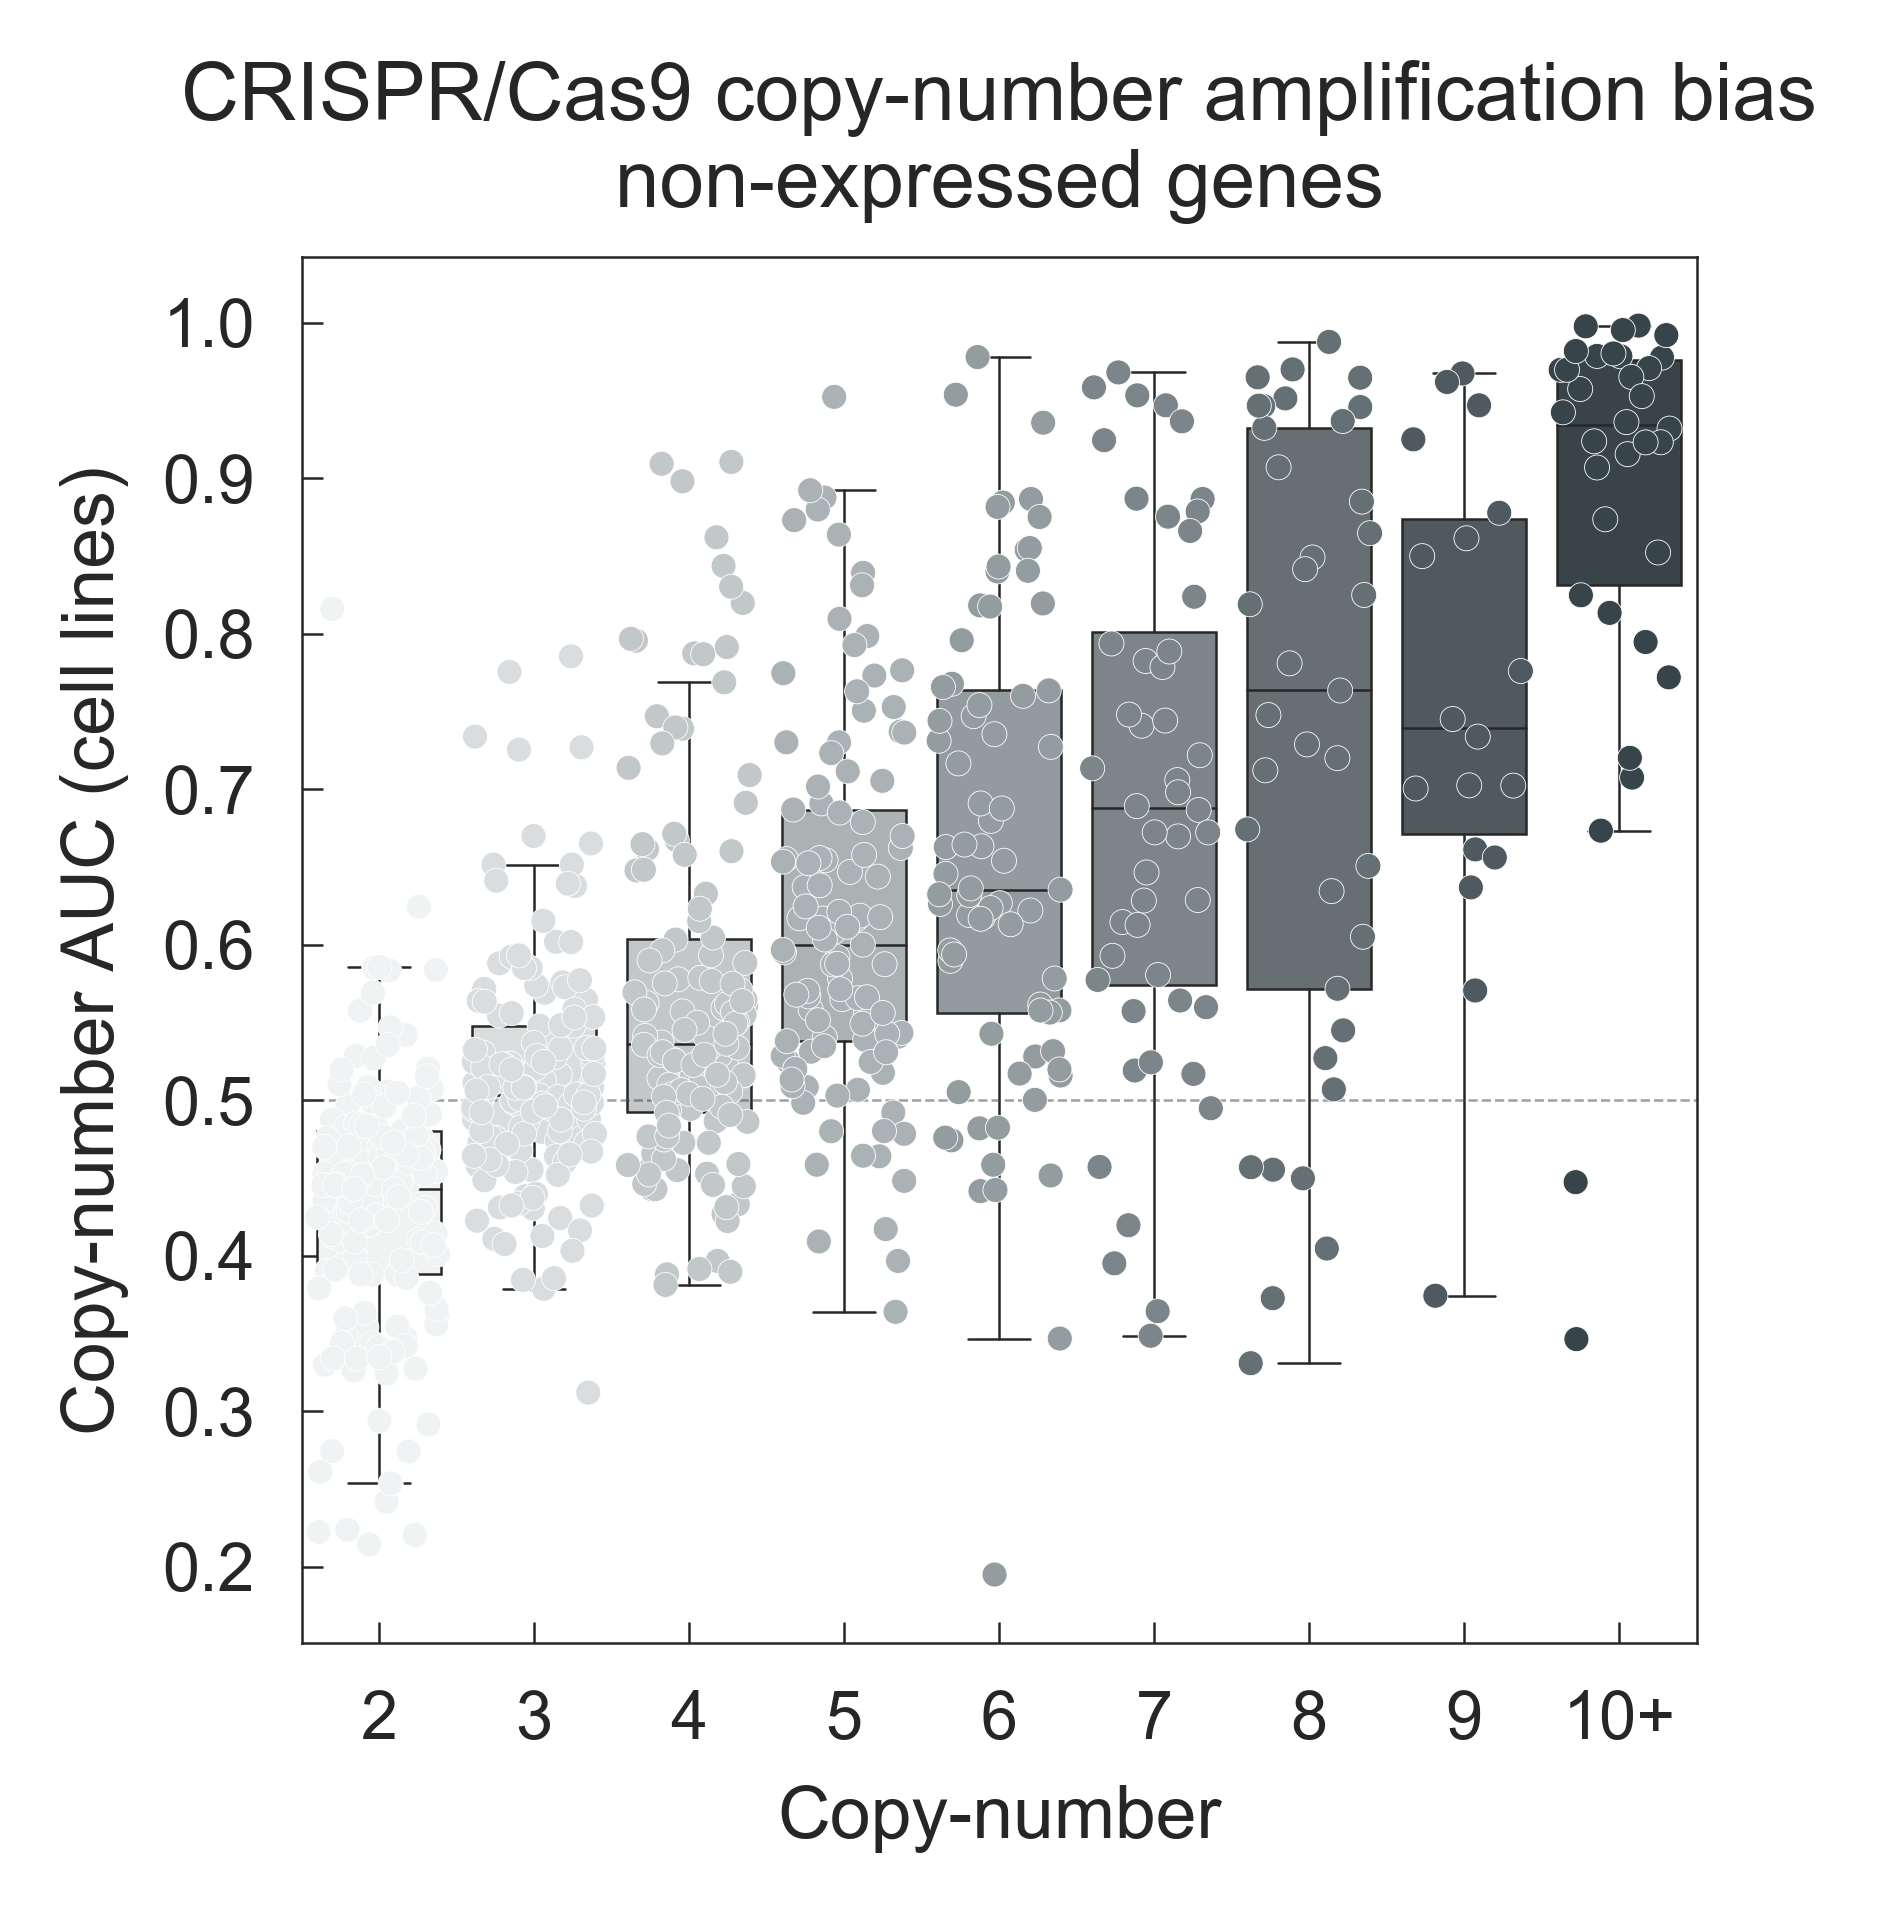 CRISPR/Cas9 copy-number amplification bias
non-expressed genes
Copy-number AUC (cell lines)
1.0
0.9
0.8
0.7
0.6
0.5
0.4
0.3
0.2
2 3 4 5 6 7 8 9 10+
Copy-number